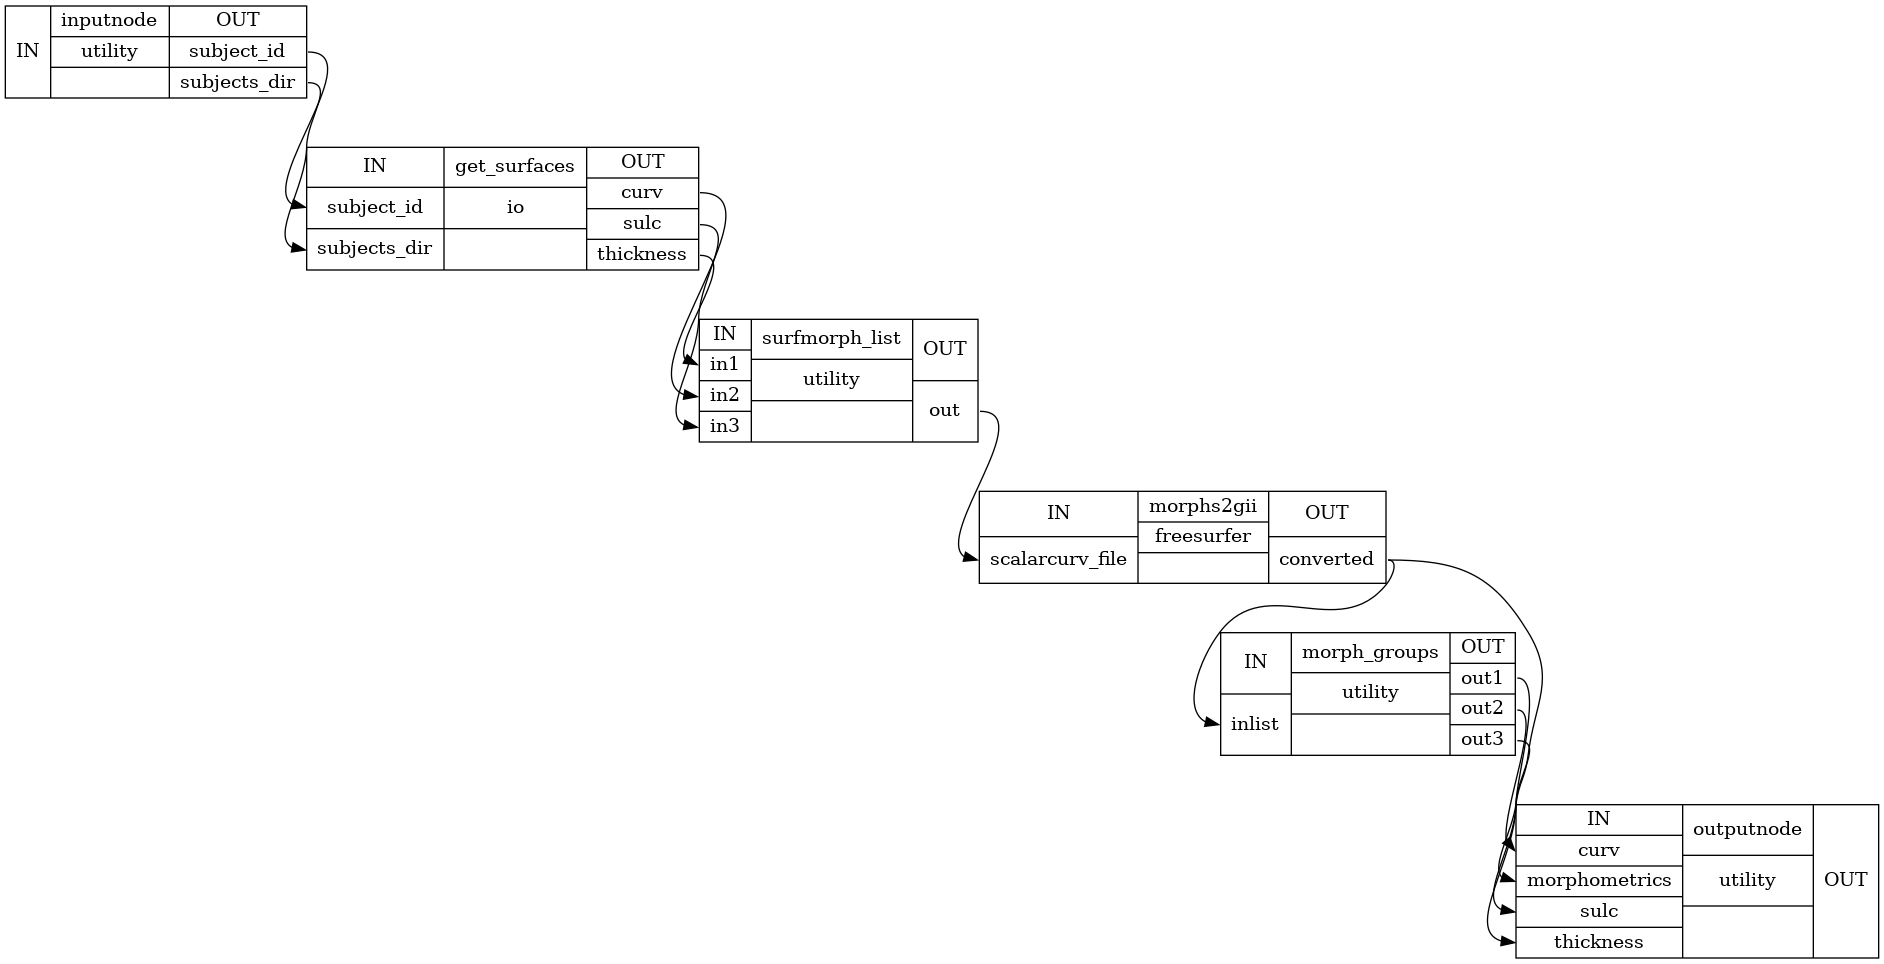 IN
inputnode
utility
OUT
subject_id
subjects_dir
IN
subject_id
subjects_dir
get_surfaces
io
OUT
curv
sulc
thickness
IN
in1
in2
in3
surfmorph_list
utility
OUT
out
IN
scalarcurv_file
morphs2gii
freesurfer
OUT
converted
IN
inlist
morph_groups
utility
OUT
out1
out2
out3
IN
curv
morphometrics
sulc
thickness
outputnode
utility
OUT